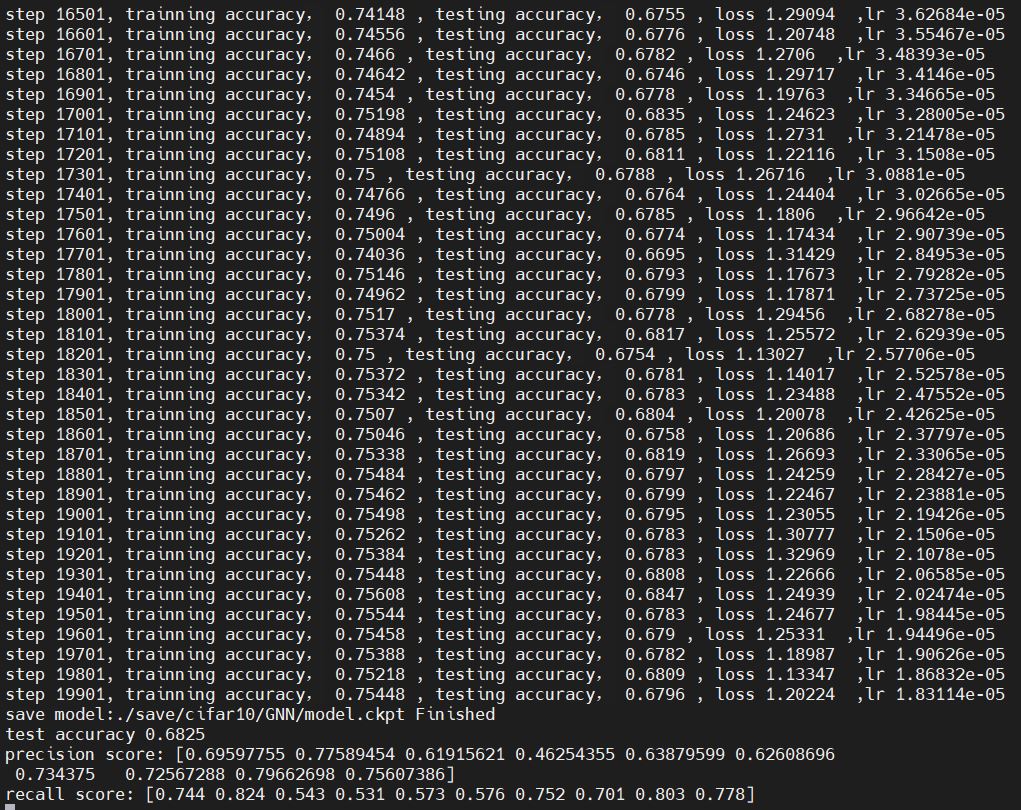 step 16501, trainning accuracy， 0.74148 , testing accuracy， 0.6755 , loss 1.29094 ,lr 3.62684e-05
step 16601, trainning accuracy， 0.74556 , testing accuracy， 0.6776 , loss 1.20748 ,lr 3.55467e-05
step 16701, trainning accuracy， 0.7466 , testing accuracy， 0.6782 , loss 1.2706 ,lr 3.48393e-05
step 16801, trainning accuracy， 0.74642 , testing accuracy， 0.6746 , loss 1.29717 ,lr 3.4146e-05
step 16901, trainning accuracy， 0.7454 , testing accuracy， 0.6778 , loss 1.19763 ,lr 3.34665e-05
step 17001, trainning accuracy， 0.75198 , testing accuracy， 0.6835 , loss 1.24623 ,lr 3.28005e-05
step 17101, trainning accuracy， 0.74894 , testing accuracy， 0.6785 , loss 1.2731 ,lr 3.21478e-05
step 17201, trainning accuracy， 0.75108 , testing accuracy， 0.6811 , loss 1.22116 ,lr 3.1508e-05
step 17301, trainning accuracy， 0.75 , testing accuracy， 0.6788 , loss 1.26716 ,lr 3.0881e-05
step 17401, trainning accuracy， 0.74766 , testing accuracy， 0.6764 , loss 1.24404 ,lr 3.02665e-05
step 17501, trainning accuracy， 0.7496 , testing accuracy， 0.6785 , loss 1.1806 ,lr 2.96642e-05
step 17601, trainning accuracy， 0.75004 , testing accuracy， 0.6774 , loss 1.17434 ,lr 2.90739e-05
step 17701, trainning accuracy， 0.74036 , testing accuracy， 0.6695 , loss 1.31429 ,lr 2.84953e-05
step 17801, trainning accuracy， 0.75146 , testing accuracy， 0.6793 , loss 1.17673 ,lr 2.79282e-05
step 17901, trainning accuracy， 0.74962 , testing accuracy， 0.6799 , loss 1.17871 ,lr 2.73725e-05
step 18001, trainning accuracy， 0.7517 , testing accuracy， 0.6778 , loss 1.29456 ,lr 2.68278e-05
step 18101, trainning accuracy， 0.75374 , testing accuracy， 0.6817 , loss 1.25572 ,lr 2.62939e-05
step 18201, trainning accuracy， 0.75 , testing accuracy， 0.6754 , loss 1.13027 ,lr 2.57706e-05
step 18301, trainning accuracy， 0.75372 , testing accuracy， 0.6781 , loss 1.14017 ,lr 2.52578e-05
step 18401, trainning accuracy， 0.75342 , testing accuracy， 0.6783 , loss 1.23488 ,lr 2.47552e-05
step 18501, trainning accuracy， 0.7507 , testing accuracy， 0.6804 , loss 1.20078 ,lr 2.42625e-05
step 18601, trainning accuracy， 0.75046 , testing accuracy， 0.6758 , loss 1.20686 ,lr 2.37797e-05
step 18701, trainning accuracy， 0.75338 , testing accuracy， 0.6819 , loss 1.26693 ,lr 2.33065e-05
step 18801, trainning accuracy， 0.75484 , testing accuracy， 0.6797 , loss 1.24259 ,lr 2.28427e-05
step 18901, trainning accuracy， 0.75462 , testing accuracy， 0.6799 , loss 1.22467 ,lr 2.23881e-05
step 19001, trainning accuracy， 0.75498 , testing accuracy， 0.6795 , loss 1.23055 ,lr 2.19426e-05
step 19101, trainning accuracy， 0.75262 , testing accuracy， 0.6783 , loss 1.30777 ,lr 2.1506e-05
step 19201, trainning accuracy， 0.75384 , testing accuracy， 0.6783 , loss 1.32969 ,lr 2.1078e-05
step 19301, trainning accuracy， 0.75448 , testing accuracy， 0.6808 , loss 1.22666 ,lr 2.06585e-05
step 19401, trainning accuracy， 0.75608 , testing accuracy， 0.6847 , loss 1.24939 ,lr 2.02474e-05
step 19501, trainning accuracy， 0.75544 , testing accuracy， 0.6783 , loss 1.24677 ,lr 1.98445e-05
step 19601, trainning accuracy， 0.75458 , testing accuracy， 0.679 , loss 1.25331 ,lr 1.94496e-05
step 19701, trainning accuracy， 0.75388 , testing accuracy， 0.6782 , loss 1.18987 ,lr 1.90626e-05
step 19801, trainning accuracy， 0.75218 , testing accuracy， 0.6809 , loss 1.13347 ,lr 1.86832e-05
step 19901, trainning accuracy， 0.75448 , testing accuracy， 0.6796 , loss 1.20224 ,lr 1.83114e-05
save model:./save/cifar10/GNN/model.ckpt Finished
test accuracy 0.6825
precision score: [0.69597755 0.77589454 0.61915621 0.46254355 0.63879599 0.62608696
0.734375 0.72567288 0.79662698 0.75607386]
recall score: [0.744 0.824 0.543 0.531 0.573 0.576 0.752 0.701 0.803 0.778]